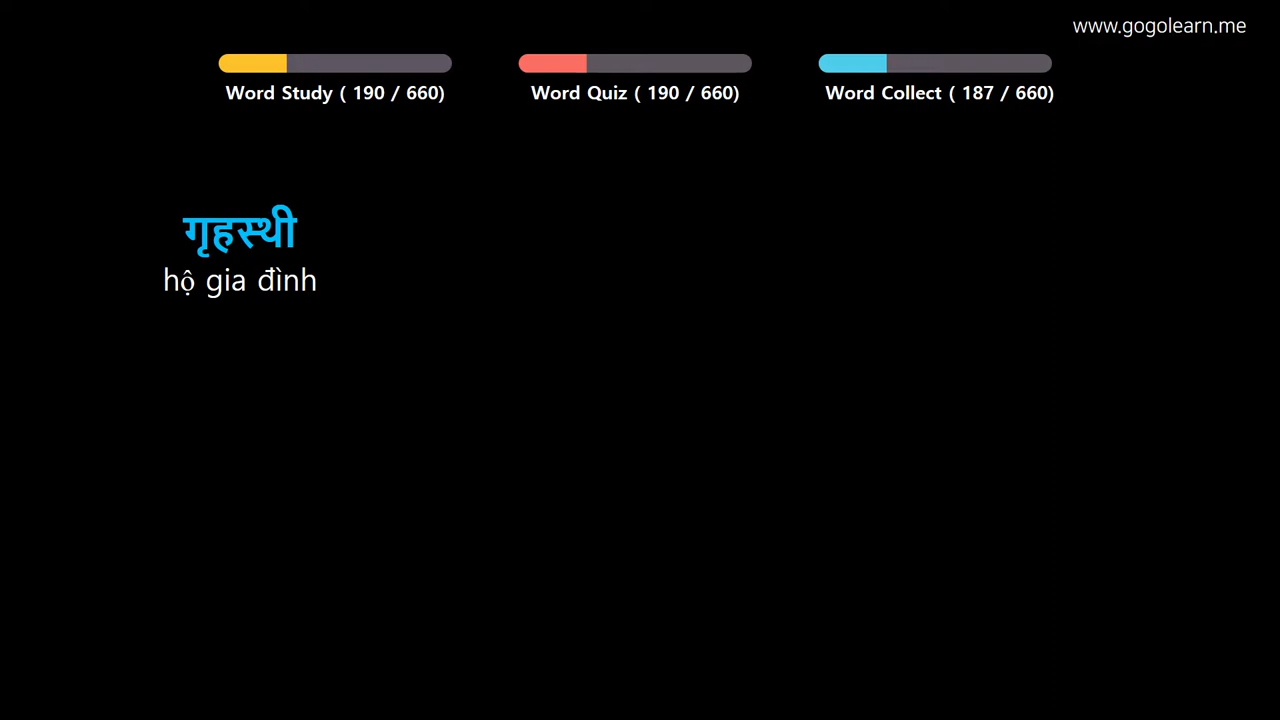 www.gogolearn.me
Word Study ( 190 / 660)
Word Quiz ( 190 / 660)
Word Collect ( 187 / 660)
गृहस्थी
hộ gia đình